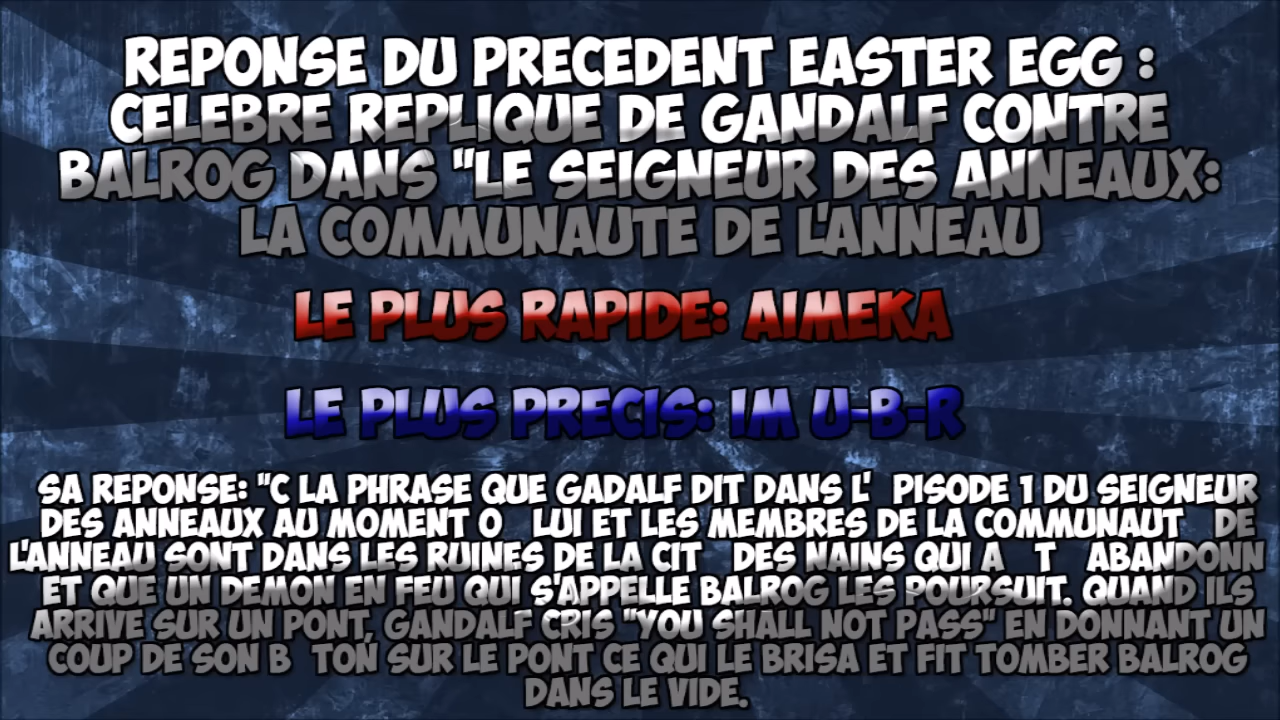 REPONSE DU PRECEDENT EASTER EGG :
CELEBRE REPLIQUE DE GANDALF CONTRE
BALROG DANS "LE SEIGNEUR DES ANNEAUX:
LA COMMUNAUTE DE L'ANNEAU
LE PLUS RAPIDE: AIMEKA
LE PLUS PRECIS: IM U-B-R
SA REPONSE: "C LA PHRASE QUE GADALF DIT DANS L' PISODE 1 DU SEIGNEUR
DES ANNEAUX AU MOMENT O LUI ET LES MEMBRES DE LA COMMUNAUT DE
L'ANNEAU SONT DANS LES RUINES DE LA CIT DES NAINS QUI A T ABANDONN
ET QUE UN DEMON EN FEU QUI S'APPELLE BALROG LES POURSUIT. QUAND ILS
ARRIVE SUR UN PONT, GANDALF CRIS "YOU SHALL NOT PASS" EN DONNANT UN
COUP DE SON B TON SUR LE PONT CE QUI LE BRISA ET FIT TOMBER BALROG
DANS LE VIDE.